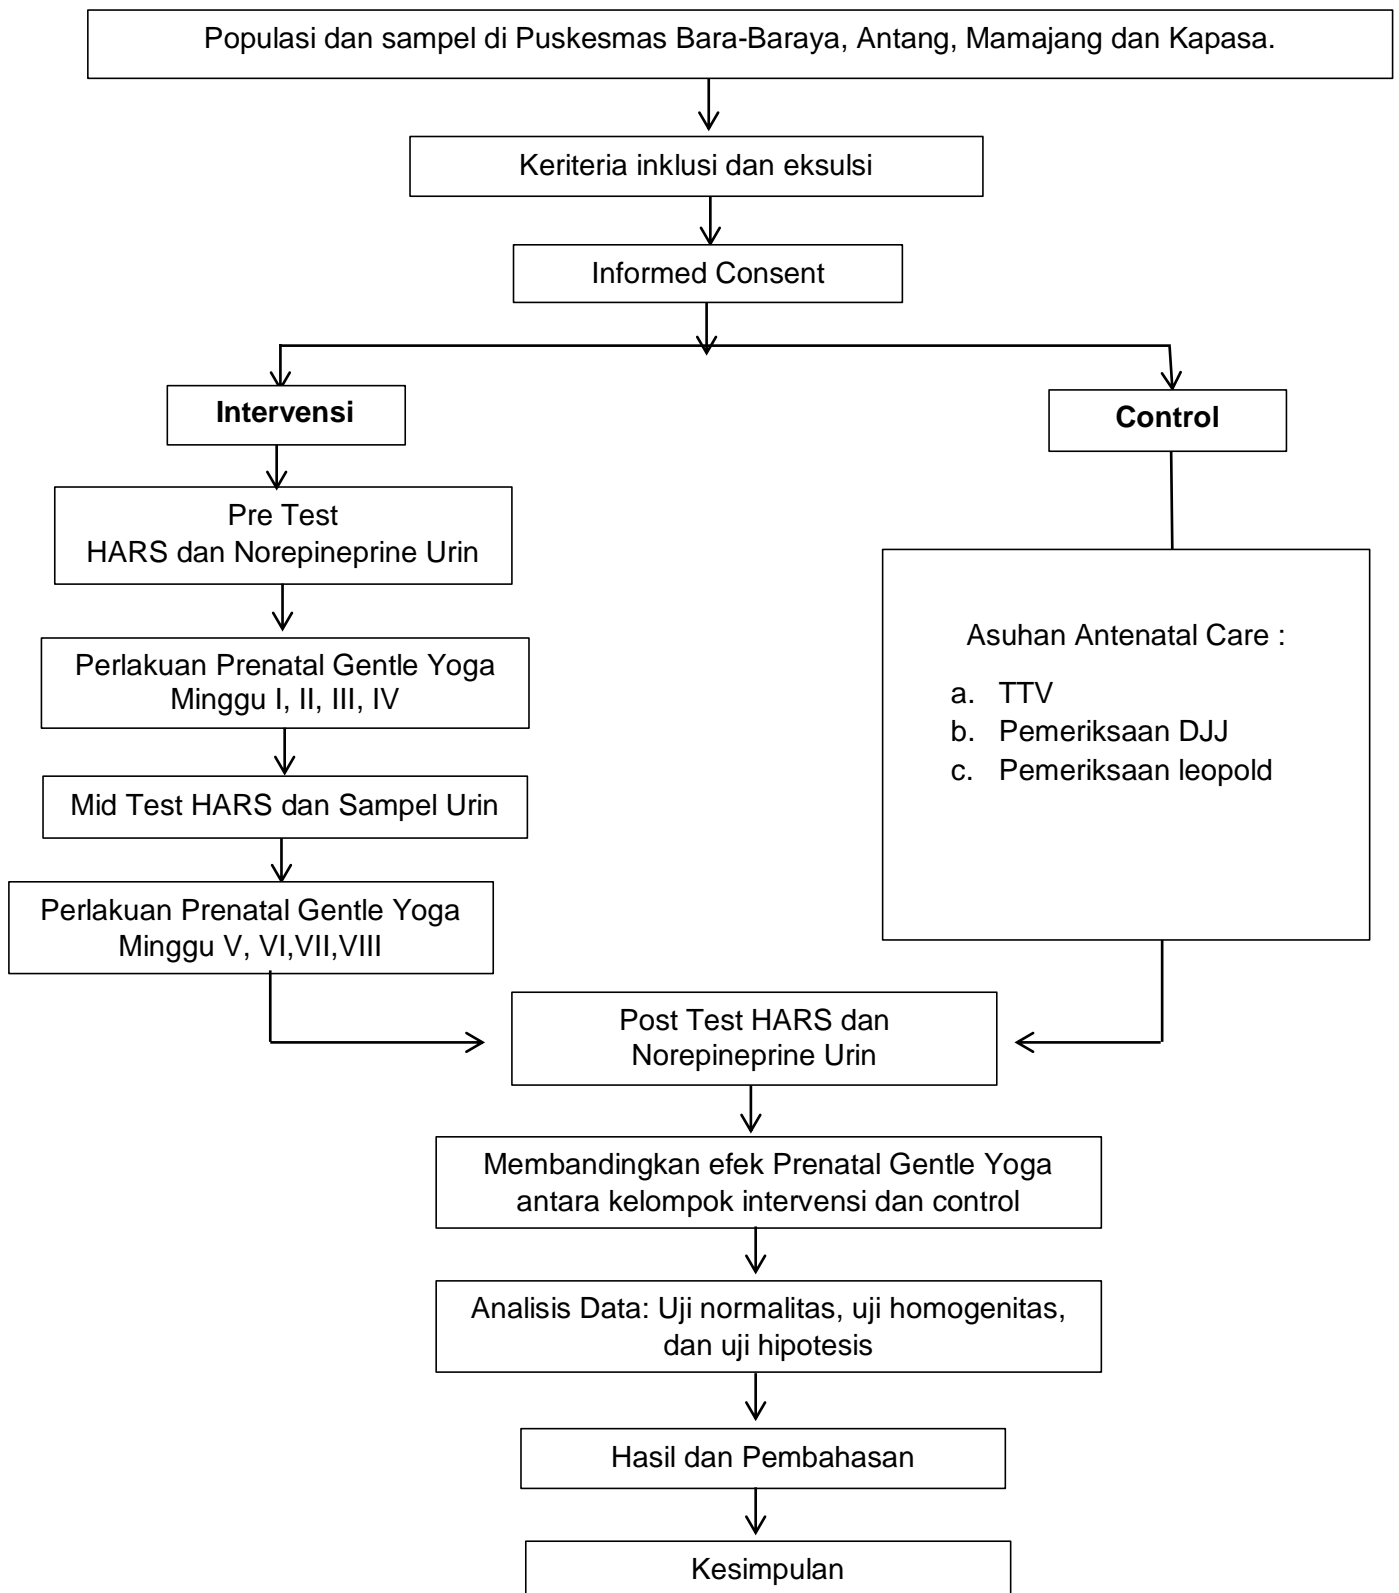 Populasi dan sampel di Puskesmas Bara-Baraya, Antang, Mamajang dan Kapasa.
Keriteria inklusi dan eksulsi
Informed Consent
Intervensi
Control
Pre Test
HARS dan Norepineprine Urin
Perlakuan Prenatal Gentle Yoga
Minggu I, II, III, IV
Mid Test HARS dan Sampel Urin
Perlakuan Prenatal Gentle Yoga
Minggu V, VI,VII,VIII
Asuhan Antenatal Care :
a. TTV
b. Pemeriksaan DJJ
c. Pemeriksaan leopold
Post Test HARS dan
Norepineprine Urin
Membandingkan efek Prenatal Gentle Yoga
antara kelompok intervensi dan control
Analisis Data: Uji normalitas, uji homogenitas,
dan uji hipotesis
Hasil dan Pembahasan
Kesimpulan